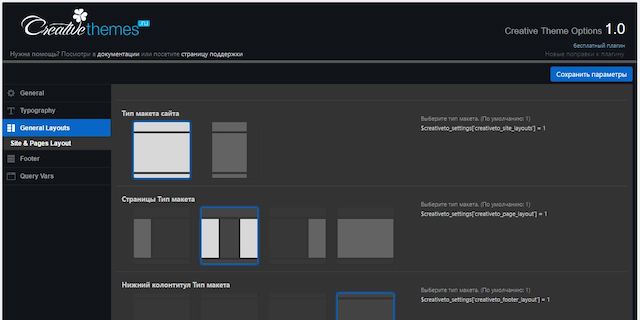 Creativethemes.ru
Creative Theme Options 1.0
бесплатный плагин
Нужна помощь? Посмотри в документации или посетите страницу поддержки
Новые поправки к плагину
Сохранить параметры
General
Typography
General Layouts
Site & Pages Layout
Footer
Query Vars
Тип макета сайта
Выберите тип макета. (По умолчанию: 1)
$creativeto_settings['creativeto_site_layouts'] = 1
Страницы Тип макета
Выберите тип макета. (По умолчанию: 1)
$creativeto_settings['creativeto_page_layout'] = 1
Нижний колонтитул Тип макета
Выберите тип макета. (По умолчанию: 1)
$creativeto_settings['creativeto_footer_layout'] = 1